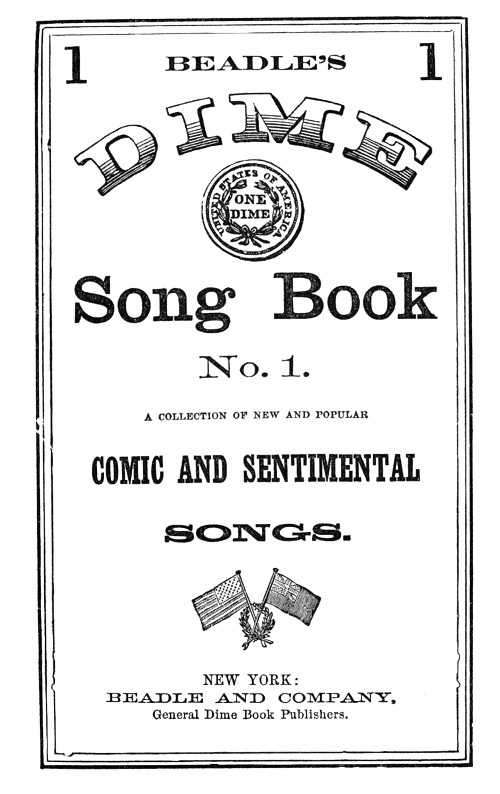 1 BEADLE'S 1
DIME
UNITED STATES OF AMERICA
ONE
DIME
Song Book
No. 1.
A COLLECTION OF NEW AND POPULAR
COMIC AND SENTIMENTAL
SONGS.
NEW YORK:
BEADLE AND COMPANY,
General Dime Book Publishers.